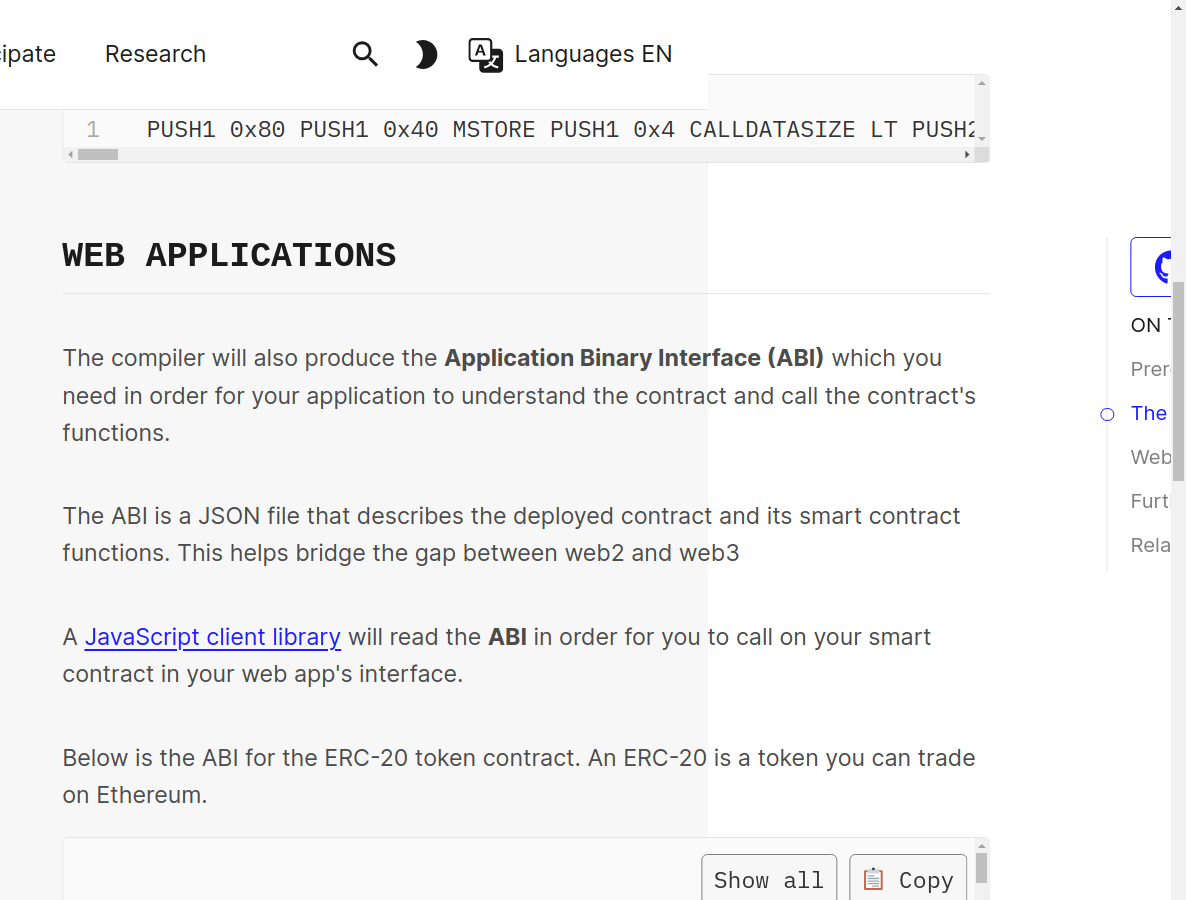 Research
Languages EN
1 PUSH1 0x80 PUSH1 0x40 MSTORE PUSH1 0x4 CALLDATASIZE LT
WEB APPLICATIONS
The compiler will also produce the Application Binary Interface (ABI) which you
need in order for your application to understand the contract and call the contract's
functions.
The ABI is a JSON file that describes the deployed contract and its smart contract
functions. This helps bridge the gap between web2 and web3
A JavaScript client library will read the ABI in order for you to call on your smart
contract in your web app's interface.
Below is the ABI for the ERC-20 token contract. An ERC-20 is a token you can trade
on Ethereum.
Show all
Copy
ON
The
Web